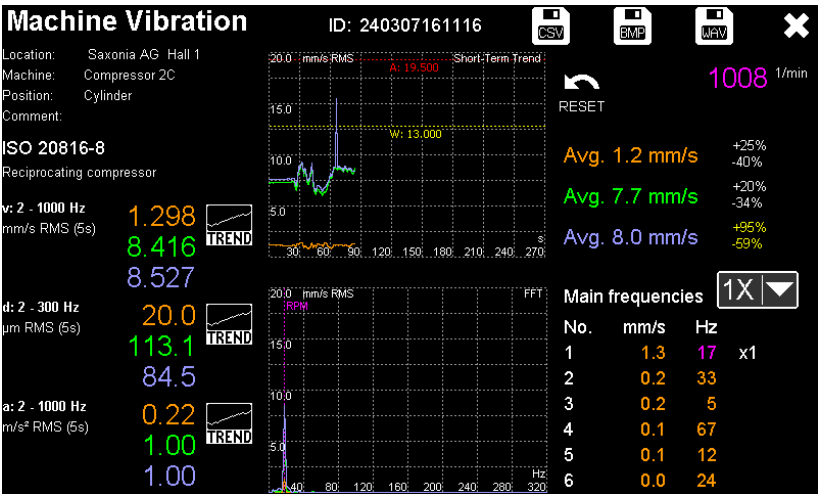 Machine Vibration
ID: 240307161116
CSV
BMP
WAV
Location: Saxonia AG Hall 1
Machine: Compressor 2C
Position: Cylinder
Comment:
ISO 20816-8
Reciprocating compressor
v: 2 - 1000 Hz
mm/s RMS (5s)
1.298
8.416
8.527
TREND
d: 2 - 300 Hz
µm RMS (5s)
20.0
113.1
84.5
TREND
a: 2 - 1000 Hz
m/s² RMS (5s)
0.22
1.00
1.00
TREND
20.0 mm/s RMS Short-Term Trend
A: 19.500
15.0
W: 13.000
10.0
5.0
s
30 60 90 120 150 180 210 240 270
20.0 mm/s RMS FFT
RPM
15.0
10.0
5.0
Hz
40 80 120 160 200 240 280 320
RESET
1008 1/min
Avg. 1.2 mm/s +25% -40%
Avg. 7.7 mm/s +20% -34%
Avg. 8.0 mm/s +95% -59%
Main frequencies 1X
No. mm/s Hz
1 1.3 17 x1
2 0.2 33
3 0.2 5
4 0.1 67
5 0.1 12
6 0.0 24